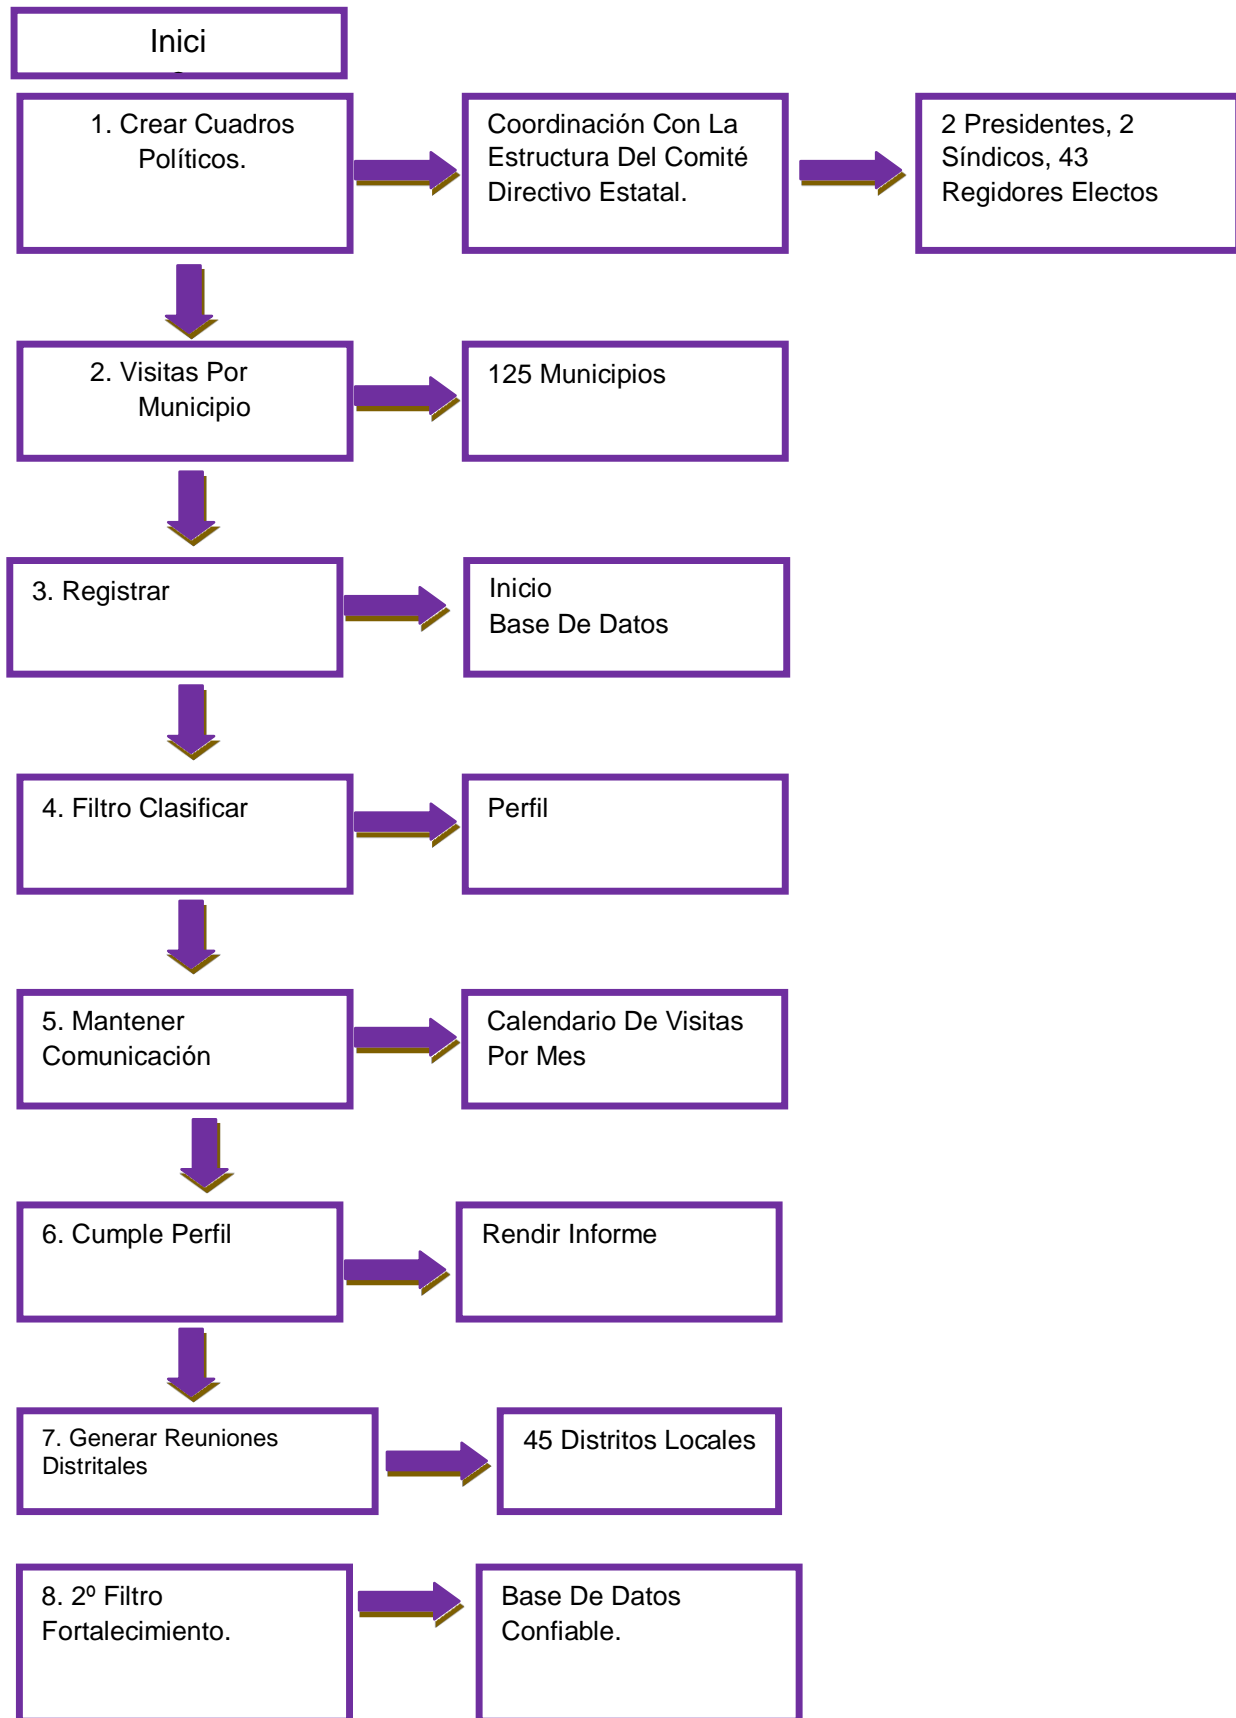 Inici
1. Crear Cuadros
Políticos.
Coordinación Con La
Estructura Del Comité
Directivo Estatal.
2 Presidentes, 2
Síndicos, 43
Regidores Electos
2. Visitas Por
Municipio
125 Municipios
3. Registrar
Inicio
Base De Datos
4. Filtro Clasificar
Perfil
5. Mantener
Comunicación
Calendario De Visitas
Por Mes
6. Cumple Perfil
Rendir Informe
7. Generar Reuniones
Distritales
45 Distritos Locales
8. 2º Filtro
Fortalecimiento.
Base De Datos
Confiable.